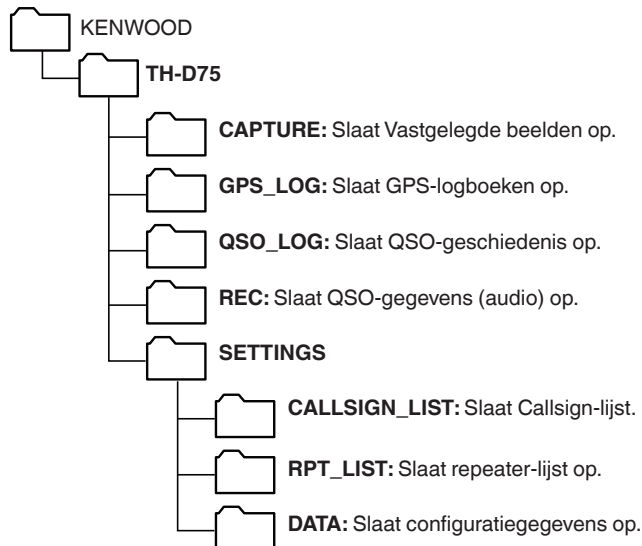 KENWOOD
TH-D75
CAPTURE: Slaat Vastgelegde beelden op.
GPS_LOG: Slaat GPS-logboeken op.
QSO_LOG: Slaat QSO-geschiedenis op.
REC: Slaat QSO-gegevens (audio) op.
SETTINGS
CALLSIGN_LIST: Slaat Callsign-lijst.
RPT_LIST: Slaat repeater-lijst op.
DATA: Slaat configuratiegegevens op.